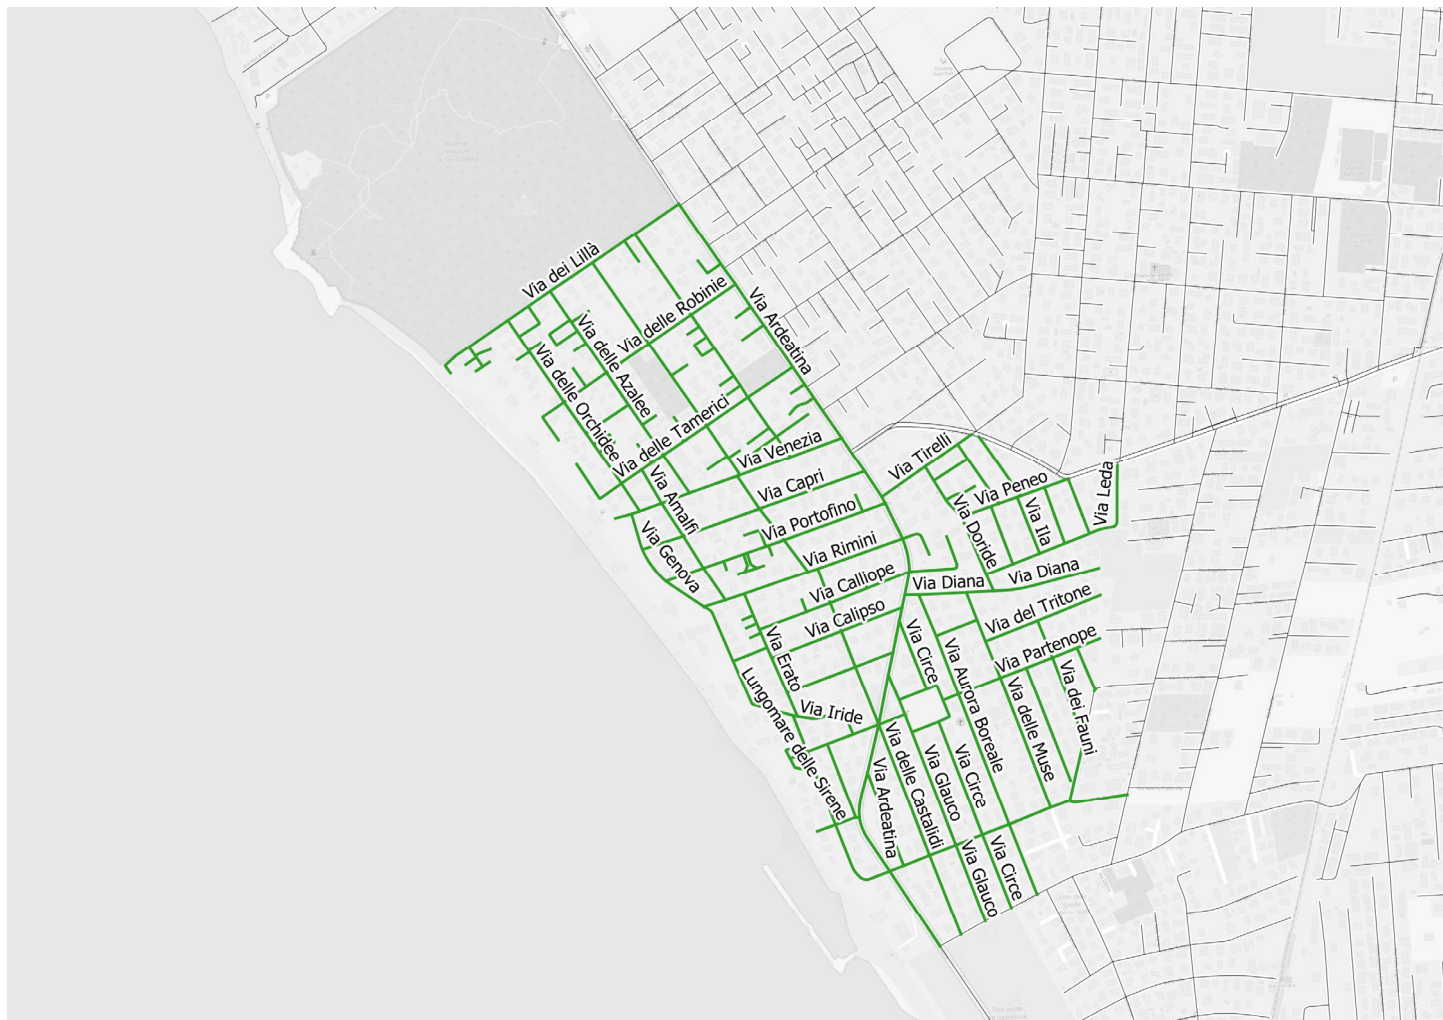 Via dei Lillà
Via delle Robinie
Via Ardeatina
Via delle Azalee
Via delle Orchidee
Via delle Tamerici
Via Venezia
Via Tirelli
Via Amalfi
Via Capri
Via Peneo
Via Leda
Via Portofino
Via Doride
Via Ila
Via Genova
Via Rimini
Via Calliope
Via Diana
Via Diana
Via Calipso
Via del Tritone
Via Erato
Via Circe
Via Aurora Boreale
Via Partenope
Lungomare delle Sirene
Via Iride
Via delle Muse
Via dei Fauni
Via Ardeatina
Via delle Castalidi
Via Glauco
Via Circe
Via Glauco
Via Circe